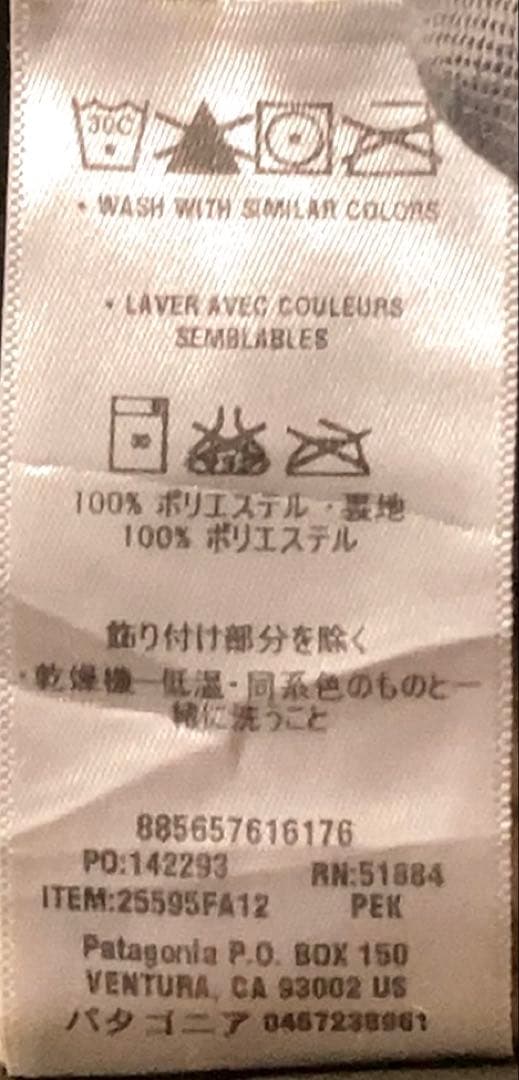 30C
• WASH WITH SIMILAR COLORS
• LAVER AVEC COULEURS
SEMBLABLES
30
100% ポリエステル・裏地
100% ポリエステル
飾り付け部分を除く
・乾燥機ー低温・同系色のものと一
緒に洗うこと
885657616176
PO:142293 RN:51884
ITEM:25595FA12 PEK
Patagonia P.O. BOX 150
VENTURA, CA 93002 US
パタゴニア 0467238961